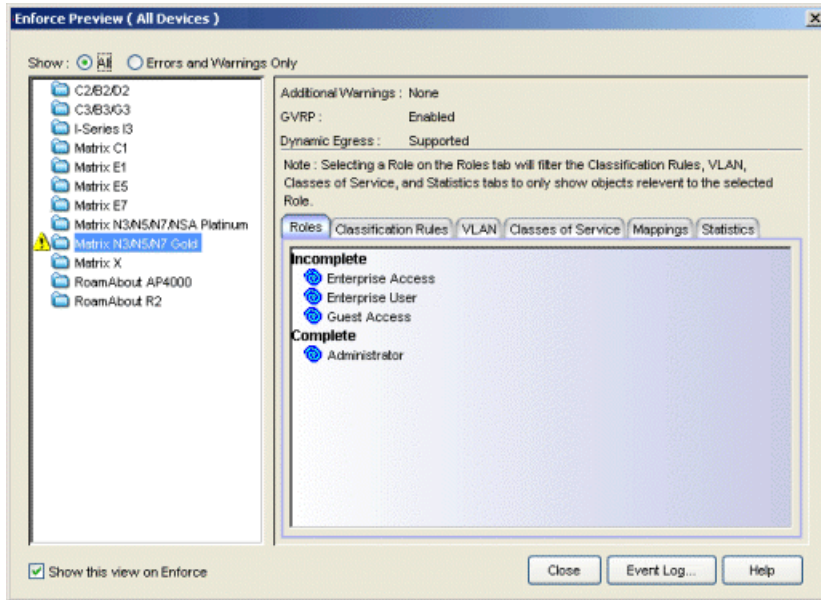 Enforce Preview ( All Devices )
Show : All Errors and Warnings Only
C2/B2/D2
C3/B3/G3
I-Series I3
Matrix C1
Matrix E1
Matrix E5
Matrix E7
Matrix N3/N5/N7/NSA Platinum
Matrix N3/N5/N7 Gold
Matrix X
RoamAbout AP4000
RoamAbout R2
Additional Warnings : None
GVRP : Enabled
Dynamic Egress : Supported
Note : Selecting a Role on the Roles tab will filter the Classification Rules, VLAN,
Classes of Service, and Statistics tabs to only show objects relevent to the selected
Role.
Roles Classification Rules VLAN Classes of Service Mappings Statistics
Incomplete
Enterprise Access
Enterprise User
Guest Access
Complete
Administrator
Show this view on Enforce
Close Event Log... Help